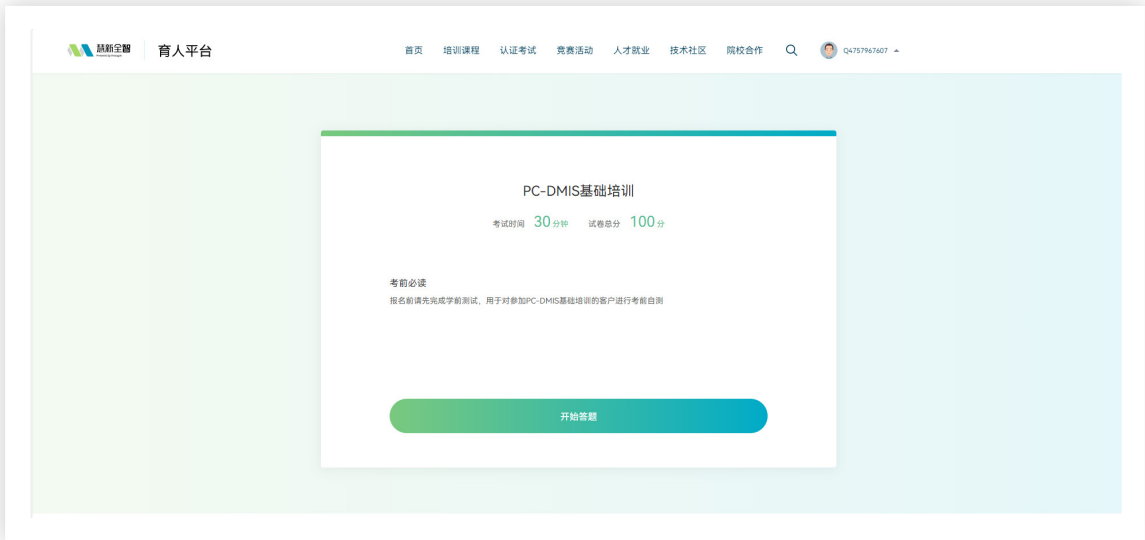 慧新全智
育人平台
首页 培训课程 认证考试 竞赛活动 人才就业 技术社区 院校合作
Q4757967607
PC-DMIS基础培训
考试时间 30分钟 试卷总分 100分
考前必读
报名前请先完成学前测试，用于对参加PC-DMIS基础培训的客户进行考前自测
开始答题